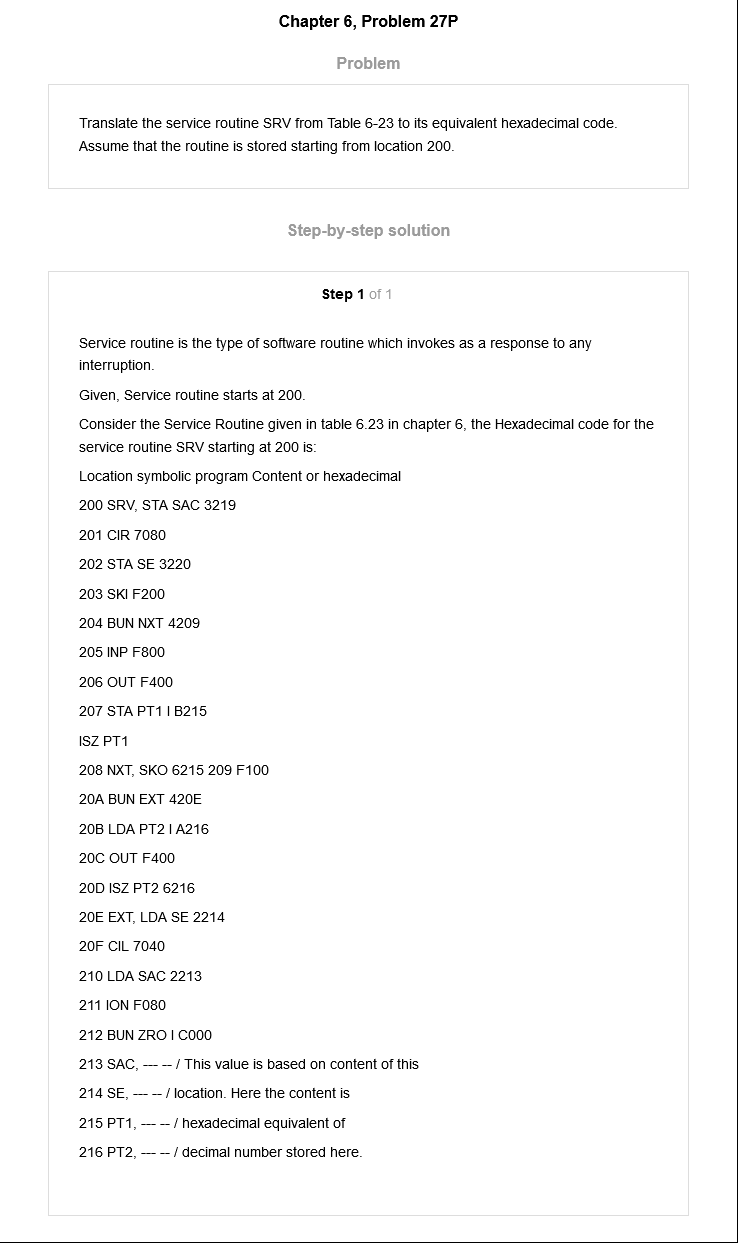 Chapter 6, Problem 27P
Problem
Translate the service routine SRV from Table 6-23 to its equivalent hexadecimal code.
Assume that the routine is stored starting from location 200.
Step-by-step solution
Step 1 of 1
Service routine is the type of software routine which invokes as a response to any
interruption.
Given, Service routine starts at 200.
Consider the Service Routine given in table 6.23 in chapter 6, the Hexadecimal code for the
service routine SRV starting at 200 is:
Location symbolic program Content or hexadecimal
200 SRV, STA SAC 3219
201 CIR 7080
202 STA SE 3220
203 SKI F200
204 BUN NXT 4209
205 INP F800
206 OUT F400
207 STA PT1 I B215
ISZ PT1
208 NXT, SKO 6215 209 F100
20A BUN EXT 420E
20B LDA PT2 I A216
20C OUT F400
20D ISZ PT2 6216
20E EXT, LDA SE 2214
20F CIL 7040
210 LDA SAC 2213
211 ION F080
212 BUN ZRO I C000
213 SAC, --- -- / This value is based on content of this
214 SE, --- -- / location. Here the content is
215 PT1, --- -- / hexadecimal equivalent of
216 PT2, --- -- / decimal number stored here.